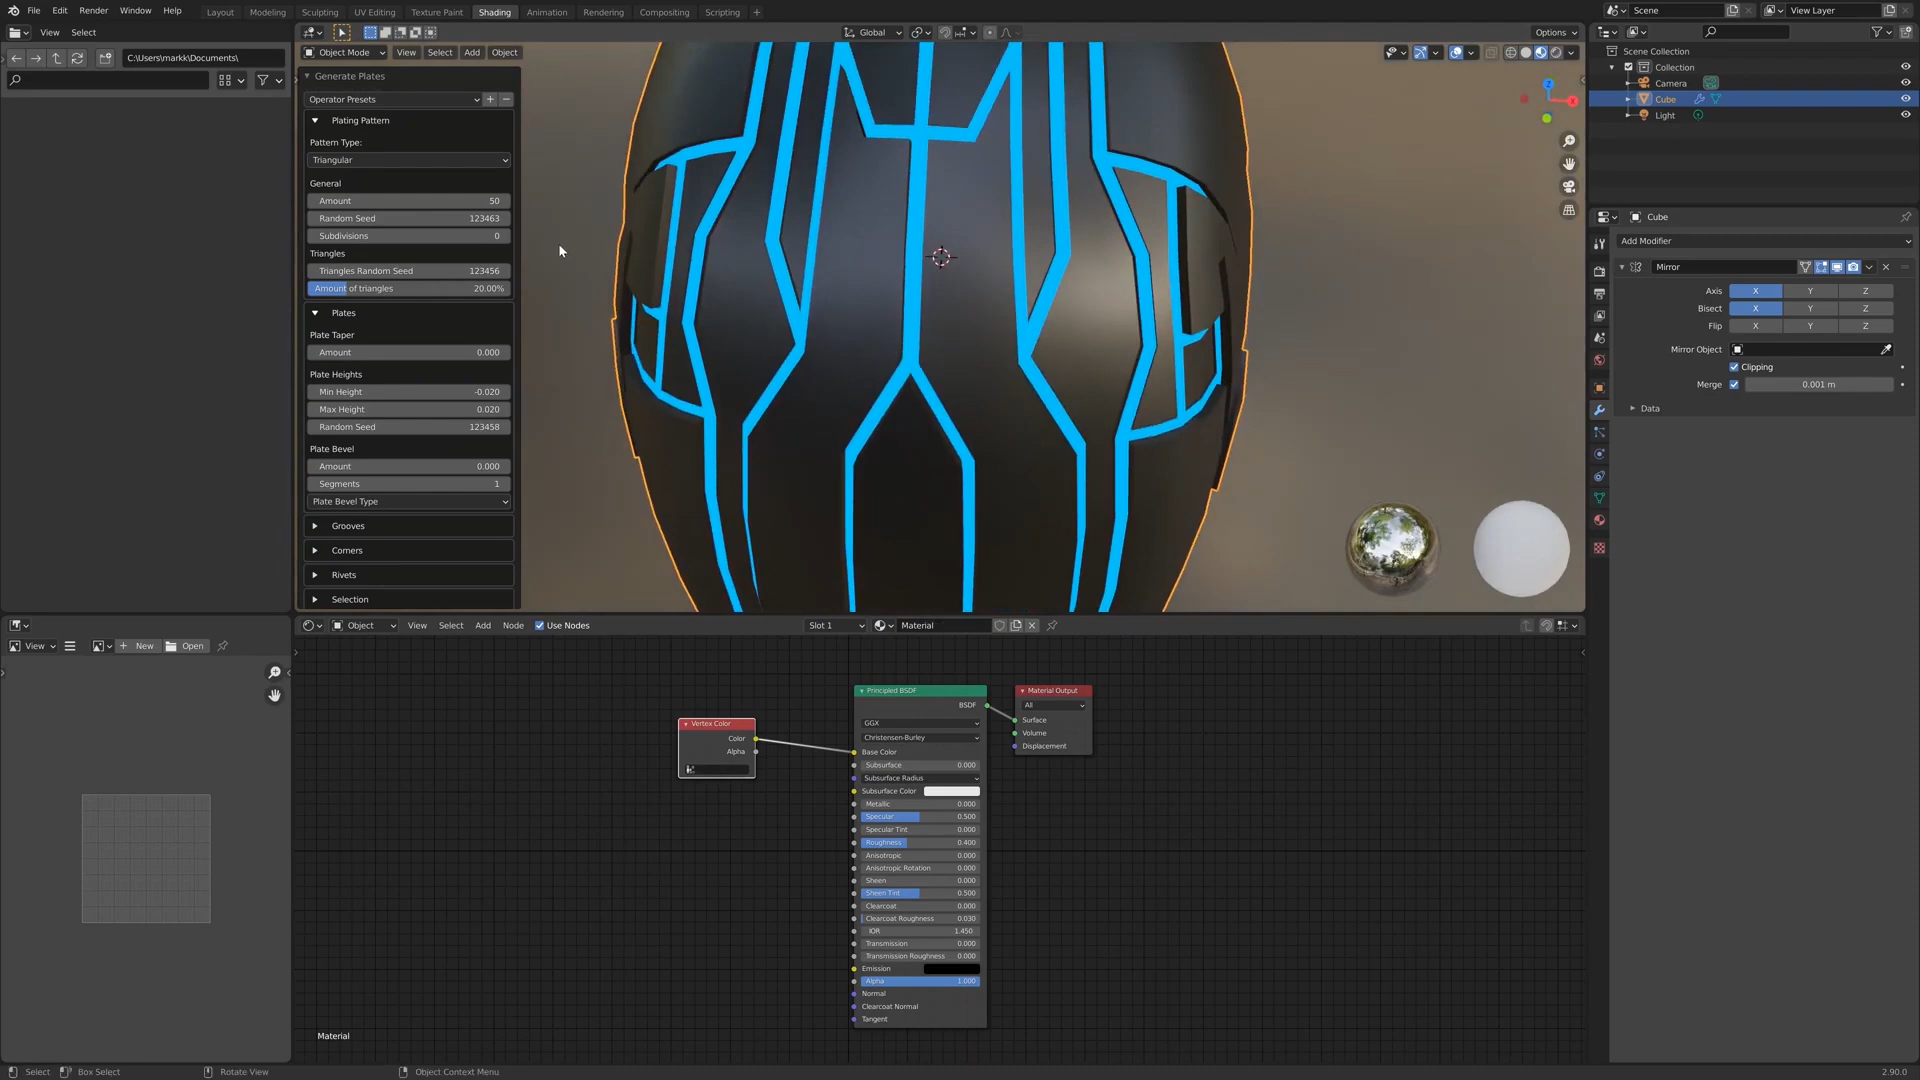 File Edit Render Window Help Layout Modeling Sculpting UV Editing Texture Paint Shading Animation Rendering Compositing Scripting + Scene View Layer
View Select
C:\Users\markk\Documents\
Global Options
Object Mode View Select Add Object
Generate Plates
Operator Presets
Plating Pattern
Pattern Type:
Triangular
General
Amount 50
Random Seed 123463
Subdivisions 0
Triangles
Triangles Random Seed 123456
Amount of triangles 20.00%
Plates
Plate Taper
Amount 0.000
Plate Heights
Min Height -0.020
Max Height 0.020
Random Seed 123458
Plate Bevel
Amount 0.000
Segments 1
Plate Bevel Type
Grooves
Corners
Rivets
Selection
Z
X
Scene Collection
Collection
Camera
Cube
Light
Cube
Add Modifier
Mirror
Axis X Y Z
Bisect X Y Z
Flip X Y Z
Mirror Object
Clipping
Merge 0.001 m
Data
View New Open
Object View Select Add Node Use Nodes Slot 1 Material
Vertex Color
Color
Alpha
Principled BSDF
BSDF
GGX
Christensen-Burley
Base Color
Subsurface 0.000
Subsurface Radius
Subsurface Color
Metallic 0.000
Specular 0.500
Specular Tint 0.000
Roughness 0.400
Anisotropic 0.000
Anisotropic Rotation 0.000
Sheen 0.000
Sheen Tint 0.500
Clearcoat 0.000
Clearcoat Roughness 0.030
IOR 1.450
Transmission 0.000
Transmission Roughness 0.000
Emission
Alpha 1.000
Normal
Clearcoat Normal
Tangent
Material Output
All
Surface
Volume
Displacement
Material
Select Box Select Rotate View Object Context Menu 2.90.0